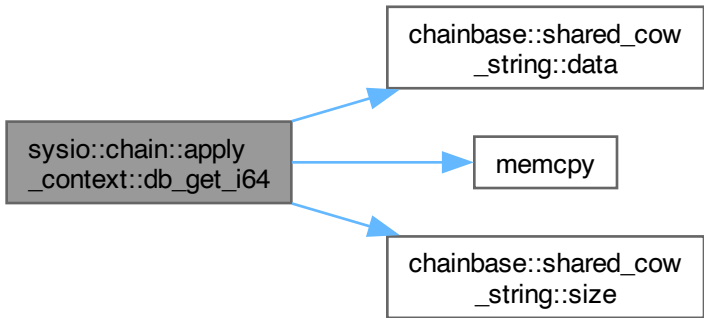 sysio::chain::apply
_context::db_get_i64
chainbase::shared_cow
_string::data
memcpy
chainbase::shared_cow
_string::size